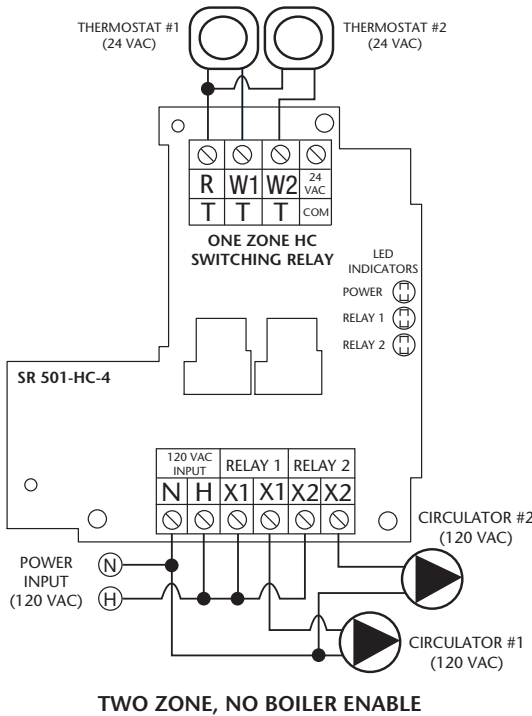 THERMOSTAT #1
(24 VAC)
THERMOSTAT #2
(24 VAC)
R W1 W2 24 VAC
T T T COM
ONE ZONE HC
SWITCHING RELAY
LED
INDICATORS
POWER
RELAY 1
RELAY 2
SR 501-HC-4
120 VAC
INPUT
RELAY 1
RELAY 2
N H X1 X1 X2 X2
POWER
INPUT
(120 VAC)
N
H
CIRCULATOR #2
(120 VAC)
CIRCULATOR #1
(120 VAC)
TWO ZONE, NO BOILER ENABLE